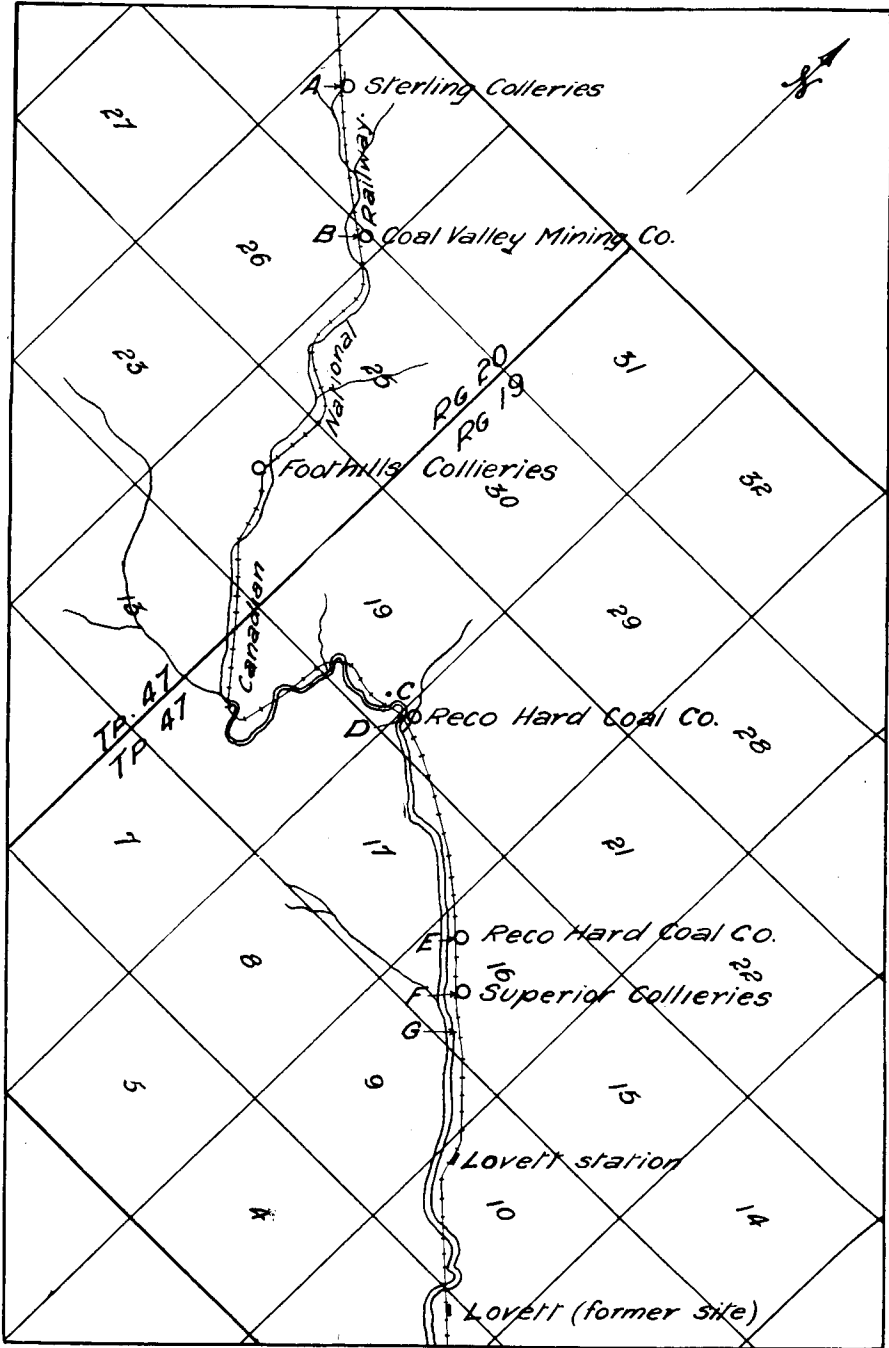 N
27
A
Sterling Colleries
Railway.
B
Coal Valley Mining Co.
26
23
National
25
RG 20
RG 19
31
Foothills Collieries
30
32
13
Canadian
19
29
TP. 47
TP 47
C
D
Reco Hard Coal Co.
28
7
17
21
E
Reco Hard Coal Co.
8
16
22
F
Superior Collieries
G
5
9
15
Lovett station
4
10
14
Lovett (former site)